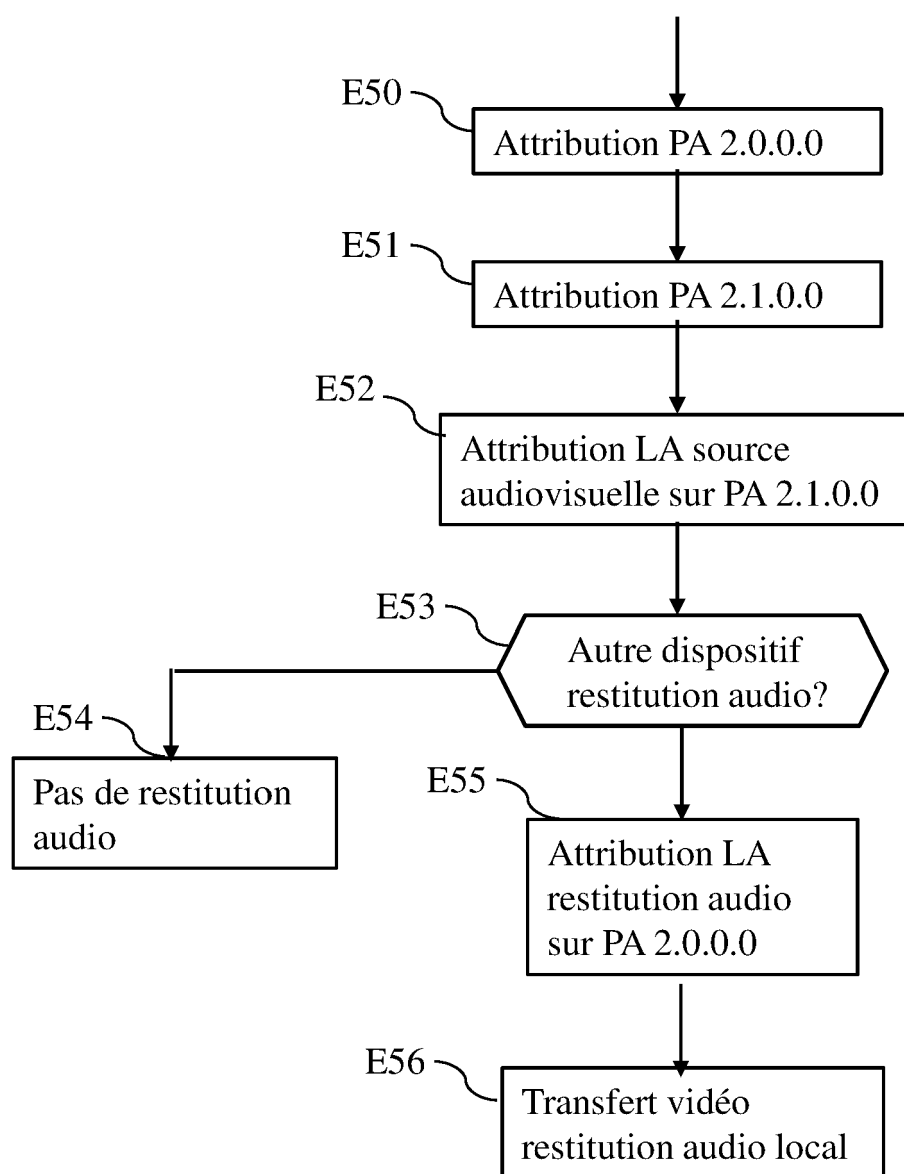 E50
Attribution PA 2.0.0.0
E51
Attribution PA 2.1.0.0
E52
Attribution LA source
audiovisuelle sur PA 2.1.0.0
E53
Autre dispositif
restitution audio?
E54
Pas de restitution
audio
E55
Attribution LA
restitution audio
sur PA 2.0.0.0
E56
Transfert vidéo
restitution audio local